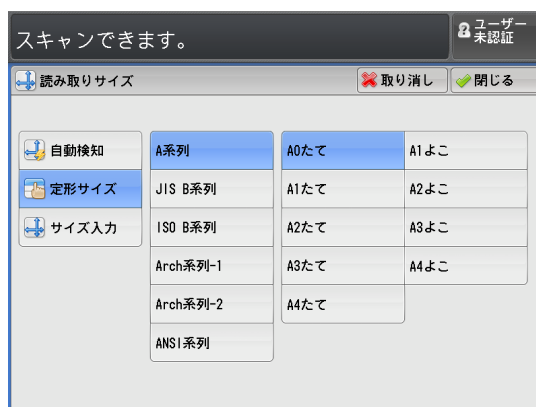 スキャンできます。
ユーザー
未認証
読み取りサイズ
取り消し
閉じる
自動検知
A系列
A0たて
A1よこ
定形サイズ
JIS B系列
A1たて
A2よこ
サイズ入力
ISO B系列
A2たて
A3よこ
Arch系列-1
A3たて
A4よこ
Arch系列-2
A4たて
ANSI系列